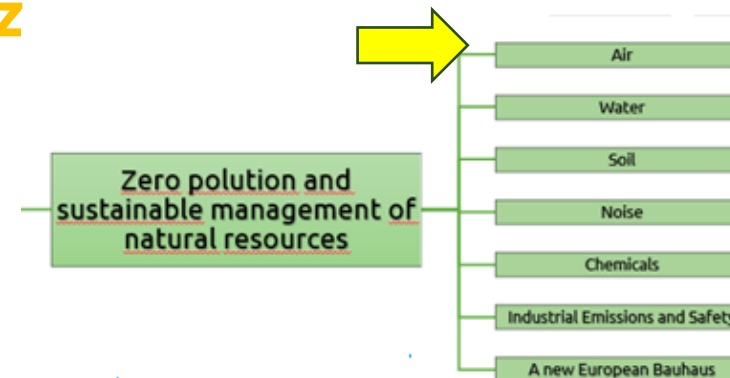 z
Zero polution and
sustainable management of
natural resources
Air
Water
Soil
Noise
Chemicals
Industrial Emissions and Safety
A new European Bauhaus